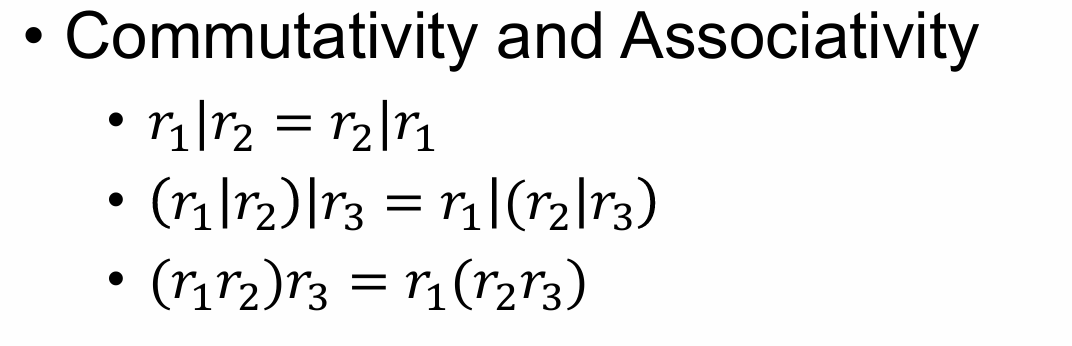 • Commutativity and Associativity
• r₁|r₂ = r₂|r₁
• (r₁|r₂)|r₃ = r₁|(r₂|r₃)
• (r₁r₂)r₃ = r₁(r₂r₃)